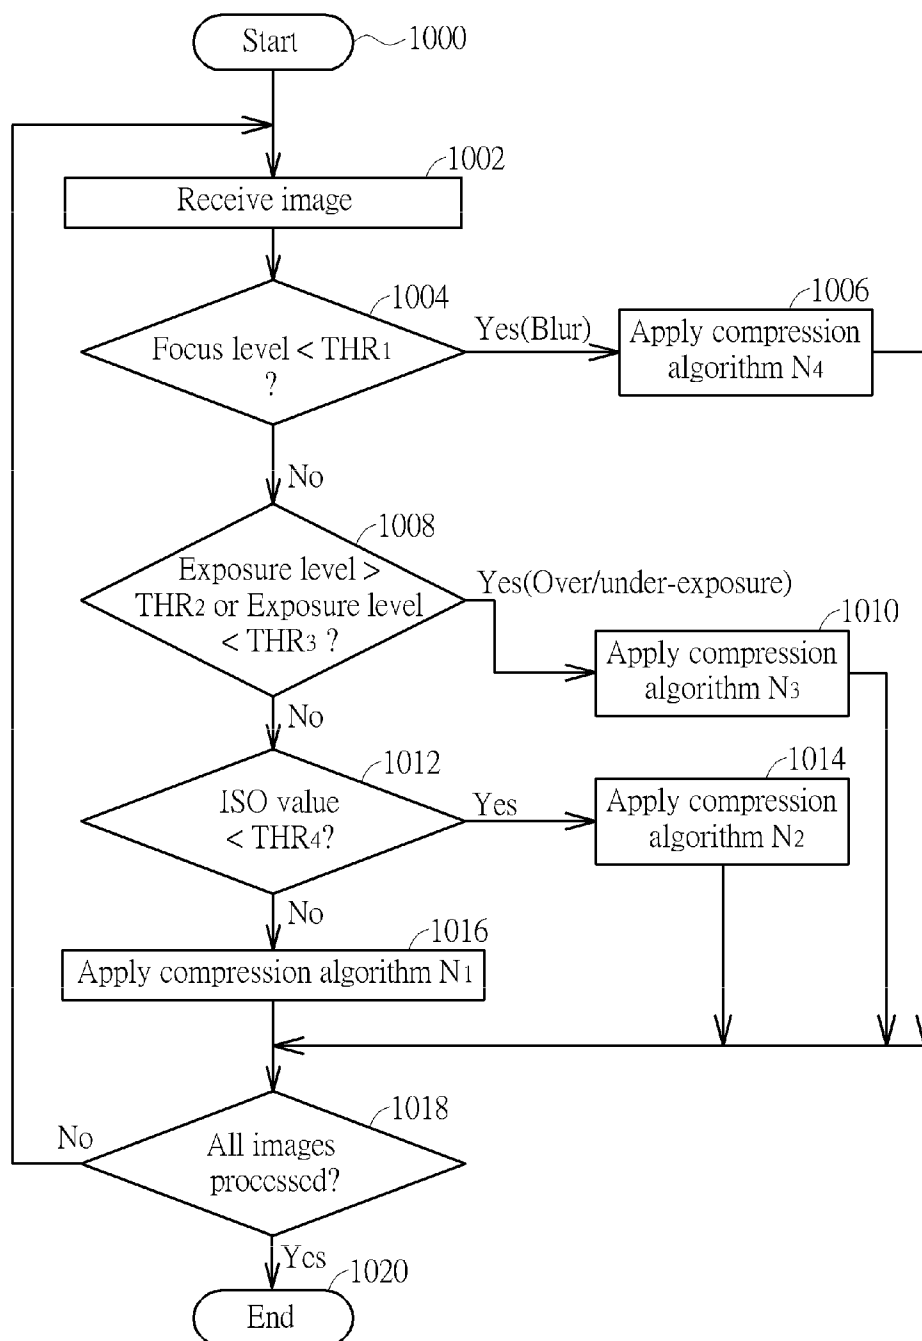 Start
1000
1002
Receive image
1004
Focus level < THR1
?
Yes(Blur)
1006
Apply compression
algorithm N4
No
1008
Exposure level >
THR2 or Exposure level
< THR3 ?
Yes(Over/under-exposure)
1010
Apply compression
algorithm N3
No
1012
ISO value
< THR4?
Yes
1014
Apply compression
algorithm N2
No
1016
Apply compression algorithm N1
1018
All images
processed?
No
Yes
1020
End